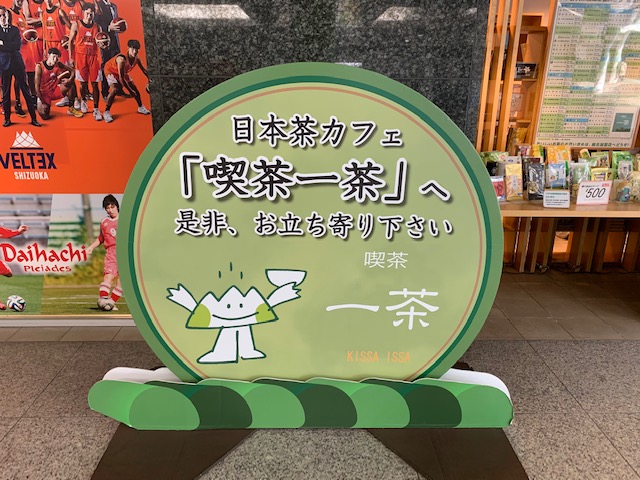 VELTEX
SHIZUOKA
Daihachi
PLEIADES
日本茶カフェ
「喫茶一茶」へ
是非、お立ち寄り下さい
喫茶
一茶
KISSA ISSA
¥500